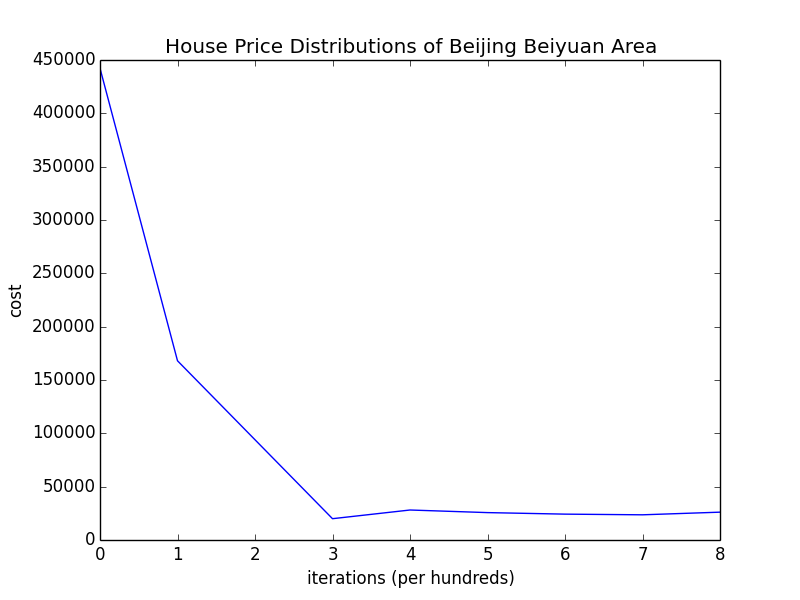 House Price Distributions of Beijing Beiyuan Area
450000
400000
350000
300000
250000
200000
150000
100000
50000
0
cost
0 1 2 3 4 5 6 7 8
iterations (per hundreds)